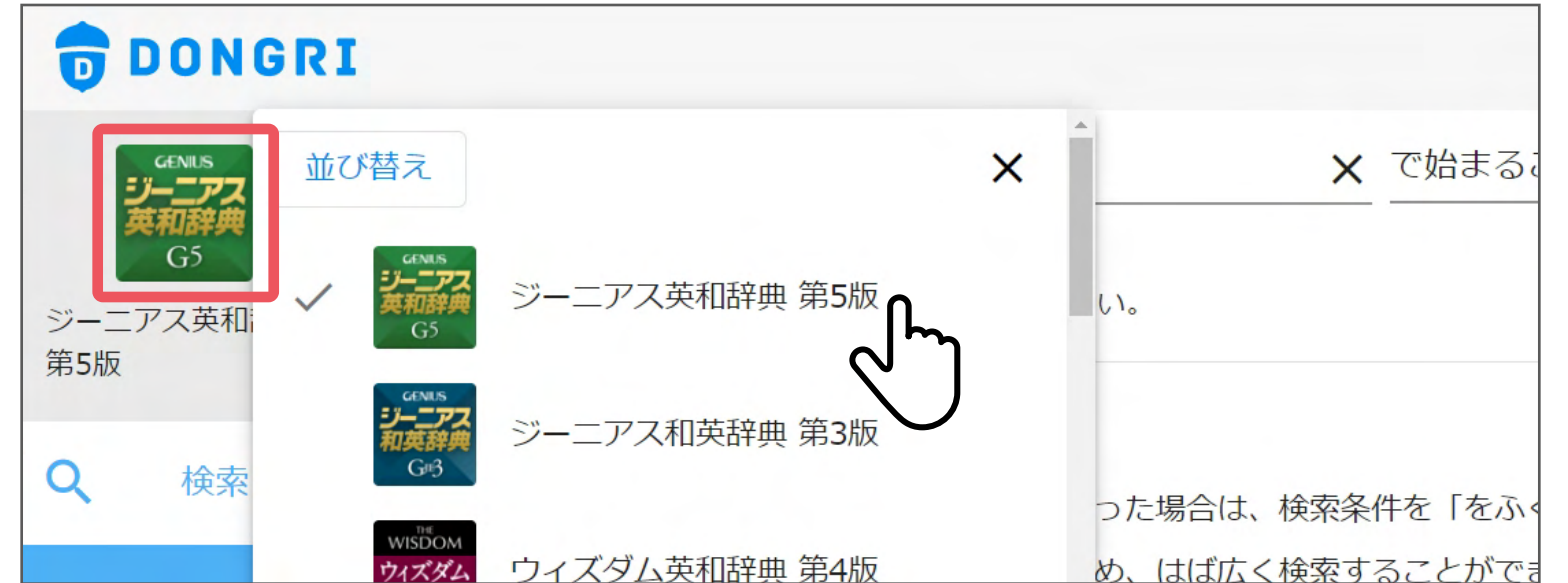 DONGRI
GENIUS
ジーニアス
英和辞典
G5
ジーニアス英和
第5版
検索
並び替え
GENIUS
ジーニアス
英和辞典
G5
ジーニアス英和辞典 第5版
GENIUS
ジーニアス
和英辞典
G和英3
ジーニアス和英辞典 第3版
THE
WISDOM
ウィズダム
ウィズダム英和辞典 第4版
で始まる
い。
った場合は、検索条件を「をふく
め、はば広く検索することができ